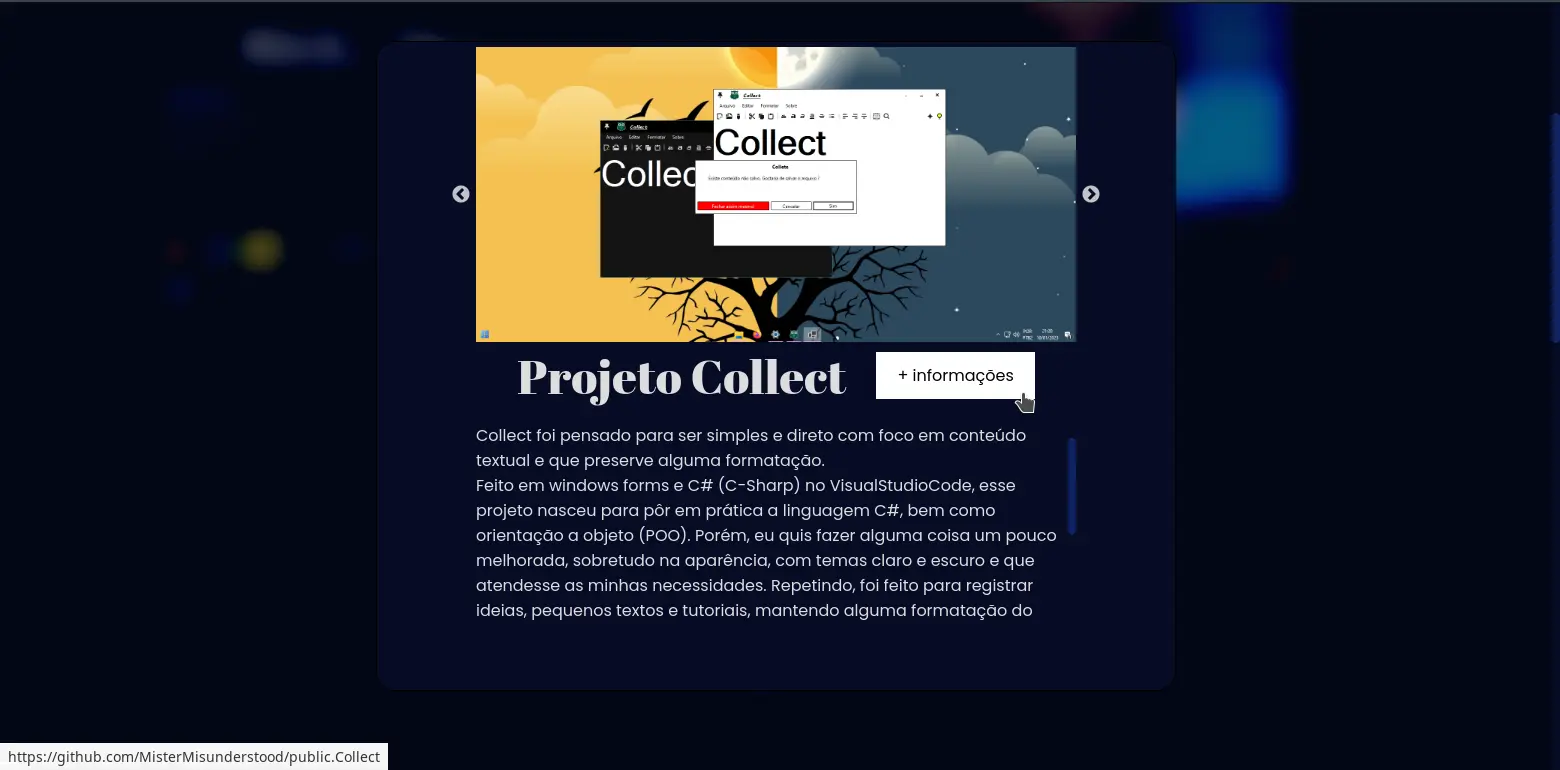 Collect
Arquivo Editar Formatar Sobre
Collect
Collect
Arquivo Editar Formatar Sobre
Collec
Collets
Existe conteúdo não salvo. Gostaria de salvar o arquivo ?
Fechar assim mesmo! Cancelar Sim
Projeto Collect
+ informações
Collect foi pensado para ser simples e direto com foco em conteúdo
textual e que preserve alguma formatação.
Feito em windows forms e C# (C-Sharp) no VisualStudioCode, esse
projeto nasceu para pôr em prática a linguagem C#, bem como
orientação a objeto (POO). Porém, eu quis fazer alguma coisa um pouco
melhorada, sobretudo na aparência, com temas claro e escuro e que
atendesse as minhas necessidades. Repetindo, foi feito para registrar
ideias, pequenos textos e tutoriais, mantendo alguma formatação do
https://github.com/MisterMisunderstood/public.Collect